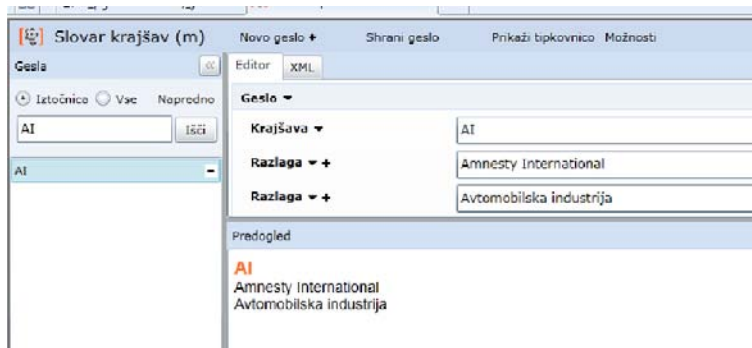 Slovar krajšav (m)
Novo geslo + Shrani geslo Prikaži tipkovnico Možnosti
Gesla
Editor XML
Iztočnice Vse Napredno
Geslo
AI Išči
Krajšava AI
AI
Razlaga + Amnesty International
Razlaga + Avtomobilska industrija
Predogled
AI
Amnesty International
Avtomobilska industrija